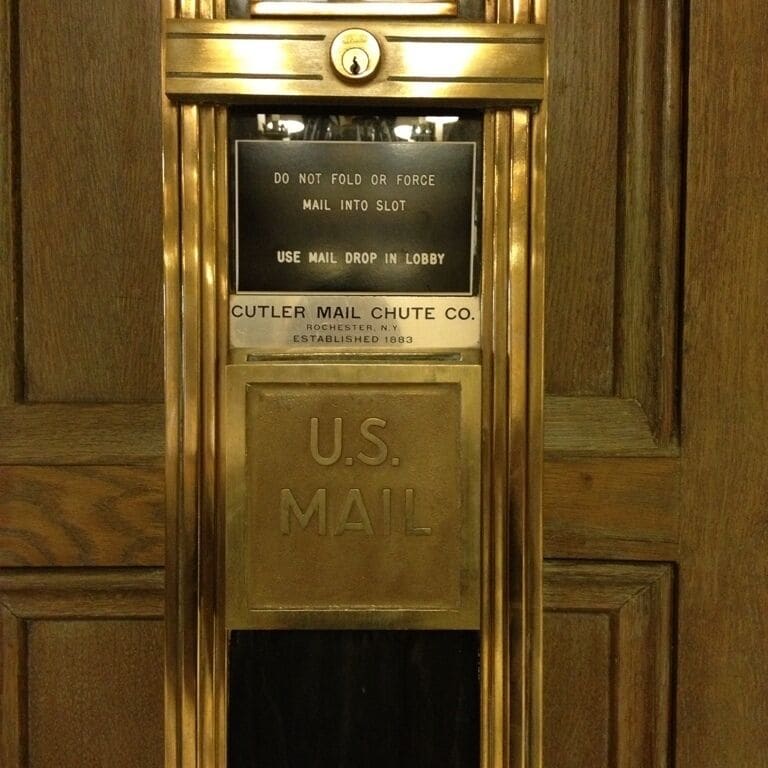 DO NOT FOLD OR FORCE
MAIL INTO SLOT
USE MAIL DROP IN LOBBY
CUTLER MAIL CHUTE CO.
ROCHESTER, N.Y
ESTABLISHED 1883
U.S.
MAIL